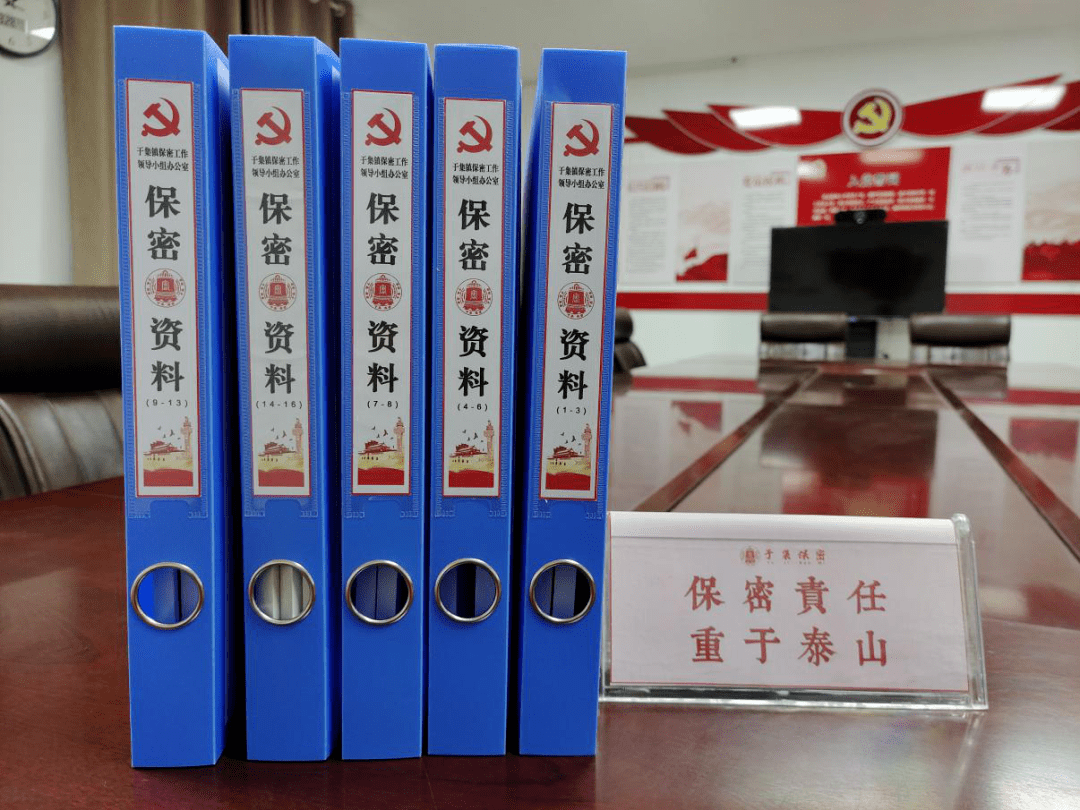 于集镇保密工作
领导小组办公室
保密资料
(9-13)
于集镇保密工作
领导小组办公室
保密资料
(14-16)
于集镇保密工作
领导小组办公室
保密资料
(7-8)
于集镇保密工作
领导小组办公室
保密资料
(4-6)
于集镇保密工作
领导小组办公室
保密资料
(1-3)
入党誓词
于集保密
保密責任
重于泰山